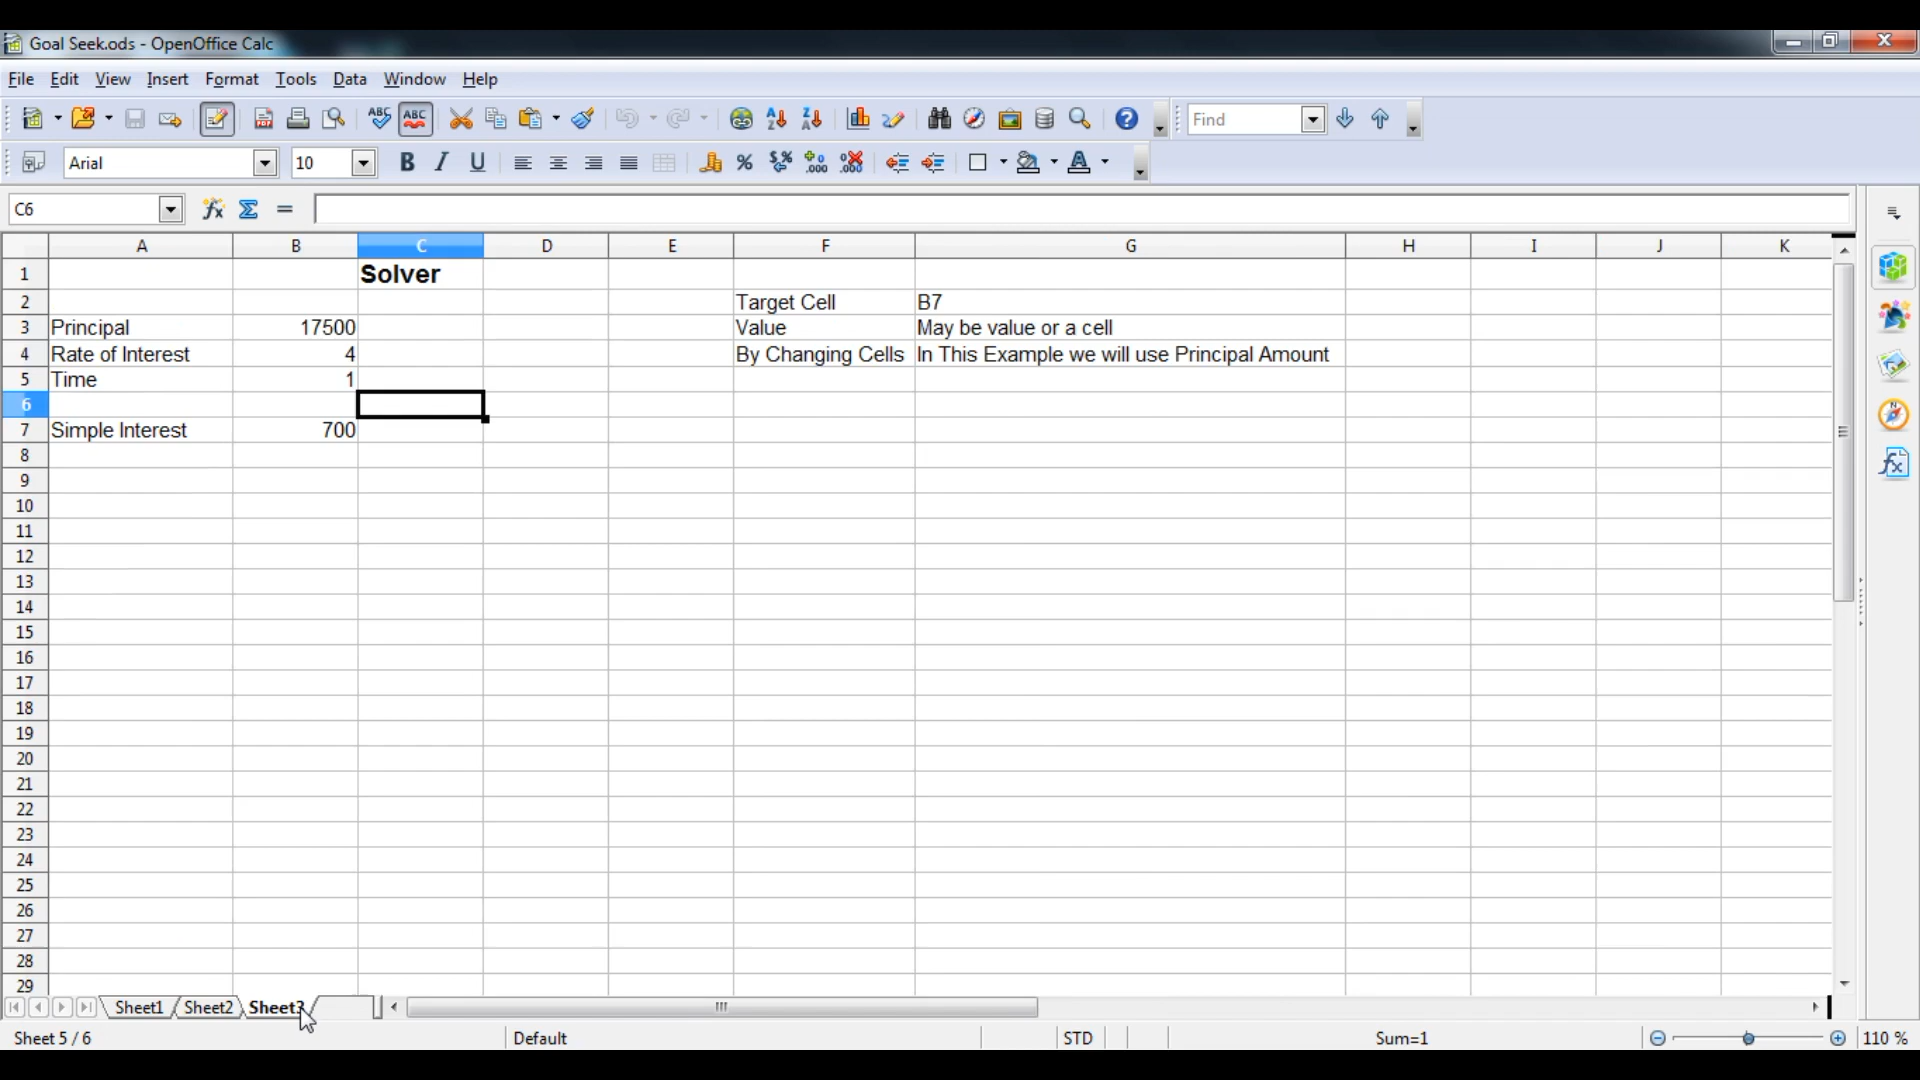 Goal Seek.ods - OpenOffice Calc
File Edit View Insert Format Tools Data Window Help
Find
Arial 10
C6
A B C D E F G H I J K
1 Solver
2 Target Cell B7
3 Principal 17500 Value May be value or a cell
4 Rate of Interest 4 By Changing Cells In This Example we will use Principal Amount
5 Time 1
6
7 Simple Interest 700
8
9
10
11
12
13
14
15
16
17
18
19
20
21
22
23
24
25
26
27
28
29
Sheet1 Sheet2 Sheet3
Sheet 5 / 6 Default STD Sum=1 110 %